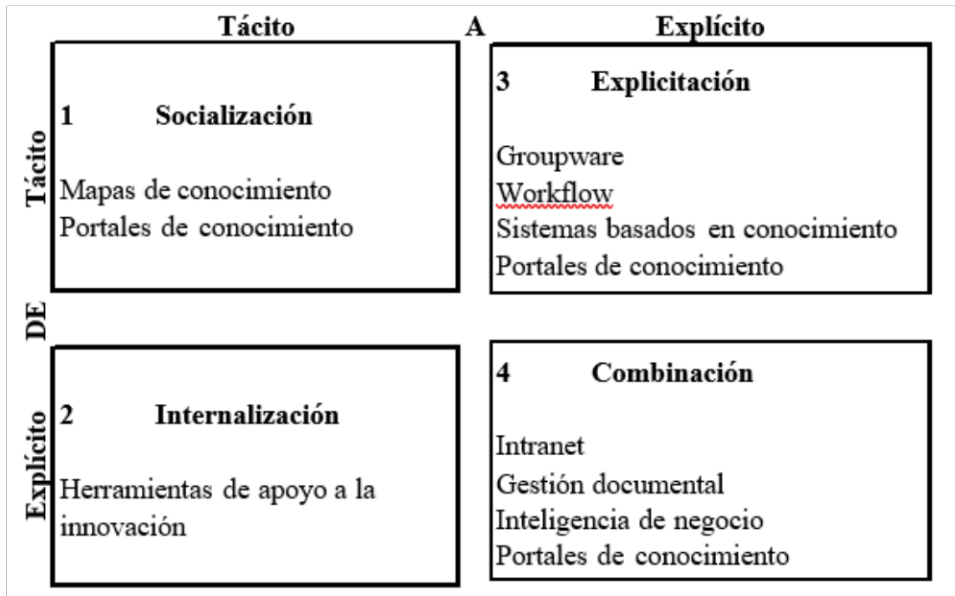 Tácito A Explícito
Tácito
1 Socialización
Mapas de conocimiento
Portales de conocimiento
3 Explicitación
Groupware
Workflow
Sistemas basados en conocimiento
Portales de conocimiento
DE
Explícito
2 Internalización
Herramientas de apoyo a la
innovación
4 Combinación
Intranet
Gestión documental
Inteligencia de negocio
Portales de conocimiento